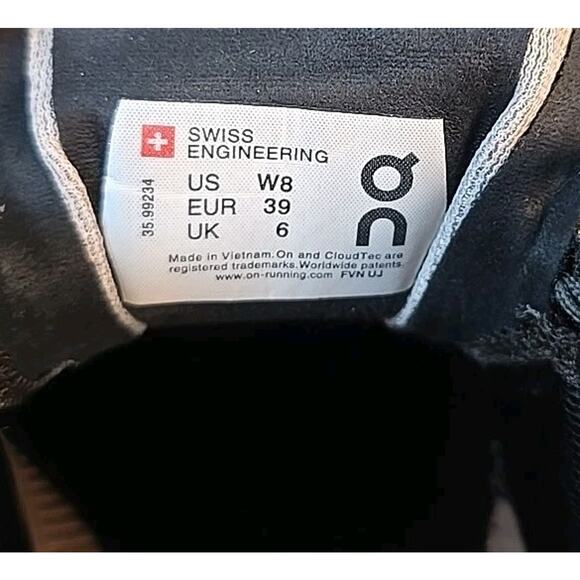 SWISS
ENGINEERING
US W8
EUR 39
UK 6
35.99234
Made in Vietnam. On and CloudTec are
registered trademarks. Worldwide patents.
www.on-running.com FVN UJ